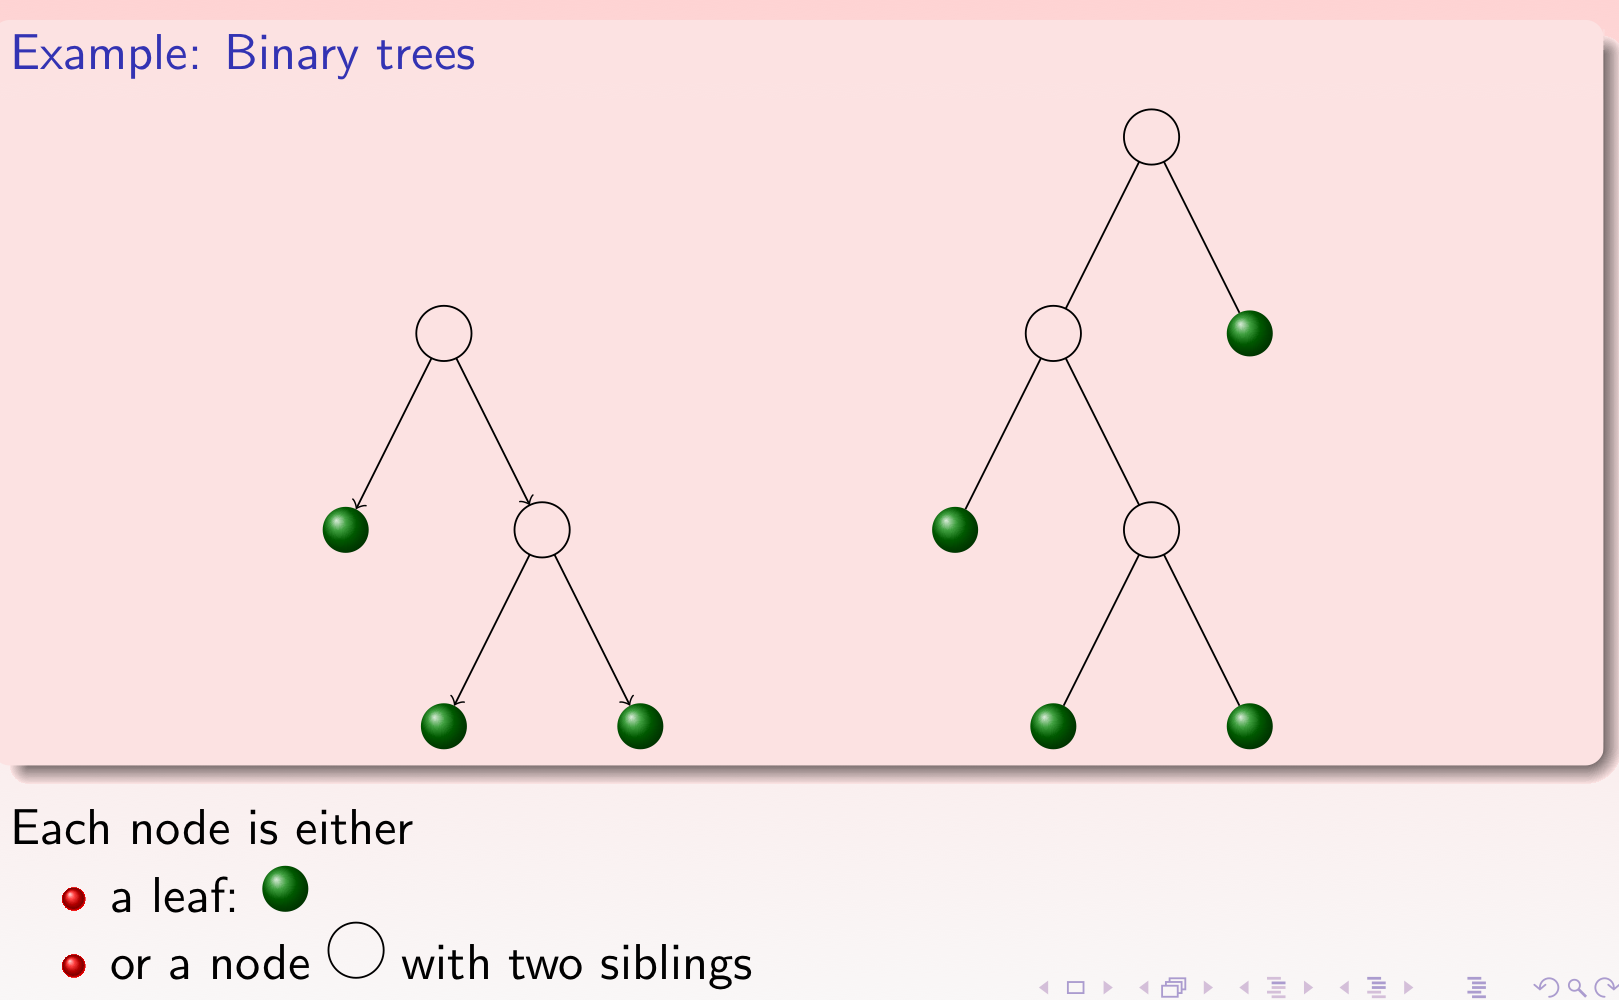 Example: Binary trees
Each node is either
a leaf:
or a node with two siblings